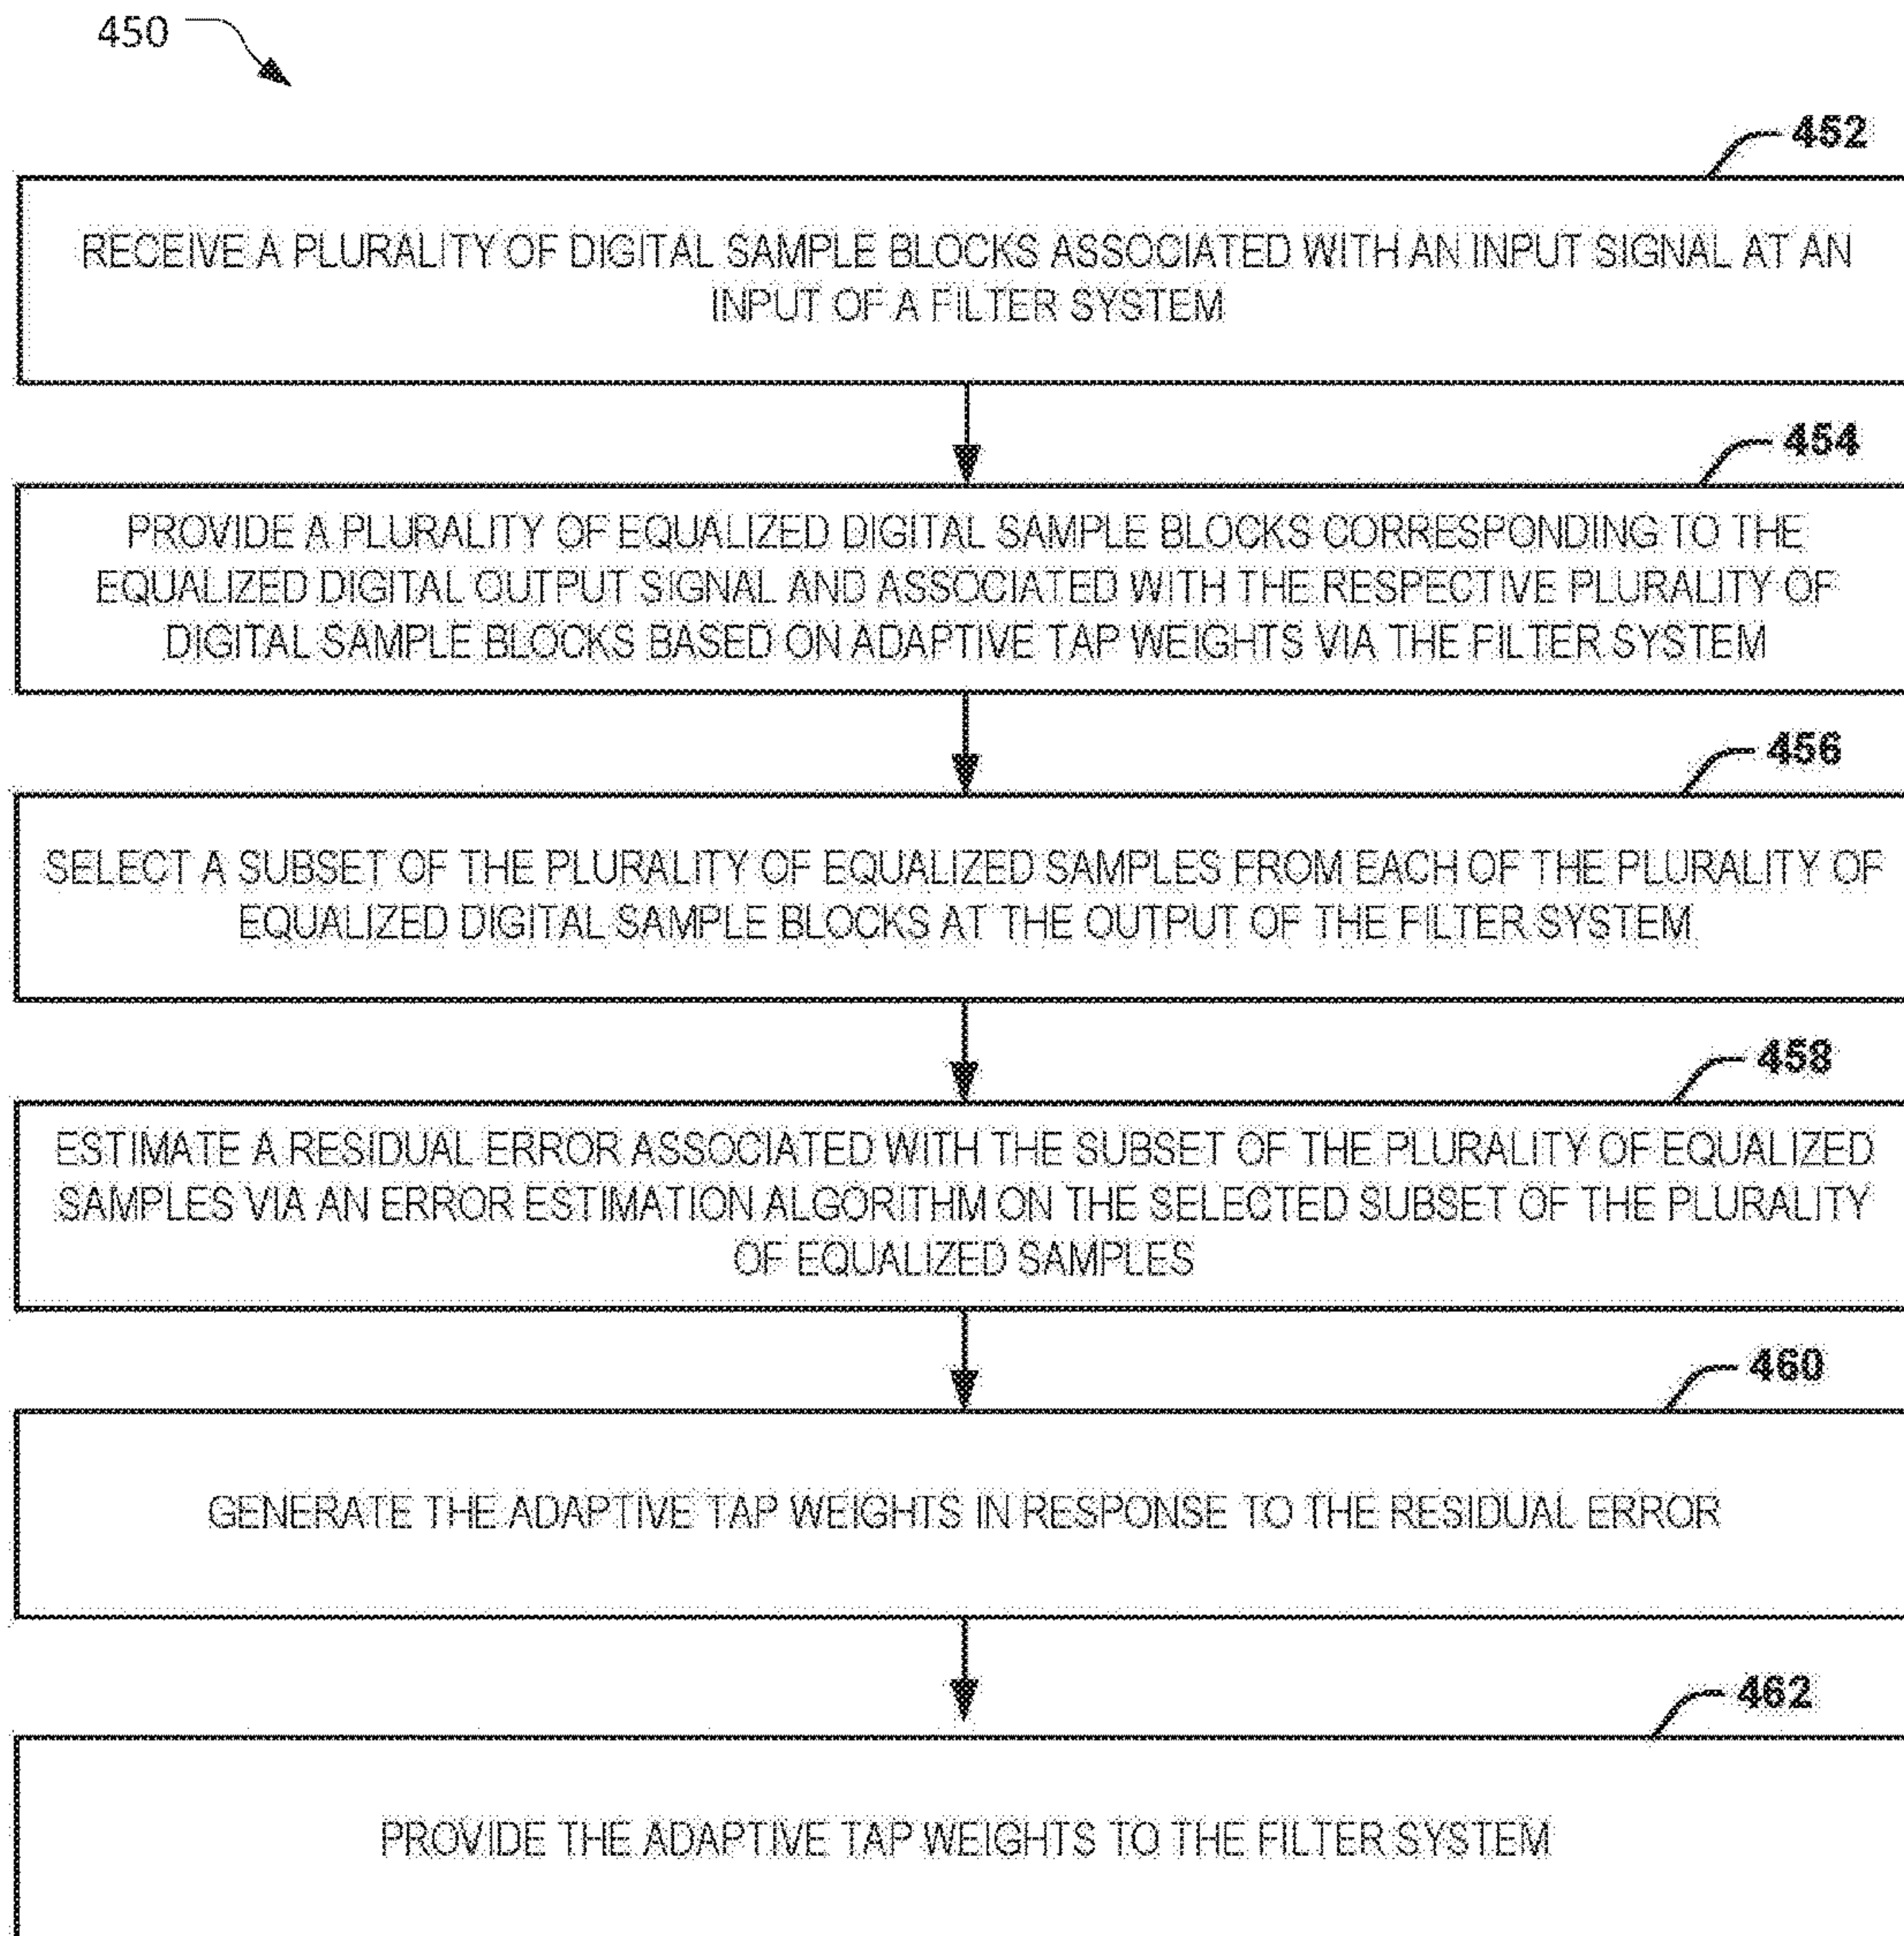 450
452
RECEIVE A PLURALITY OF DIGITAL SAMPLE BLOCKS ASSOCIATED WITH AN INPUT SIGNAL AT AN
INPUT OF A FILTER SYSTEM
454
PROVIDE A PLURALITY OF EQUALIZED DIGITAL SAMPLE BLOCKS CORRESPONDING TO THE
EQUALIZED DIGITAL OUTPUT SIGNAL AND ASSOCIATED WITH THE RESPECTIVE PLURALITY OF
DIGITAL SAMPLE BLOCKS BASED ON ADAPTIVE TAP WEIGHTS VIA THE FILTER SYSTEM
456
SELECT A SUBSET OF THE PLURALITY OF EQUALIZED SAMPLES FROM EACH OF THE PLURALITY OF
EQUALIZED DIGITAL SAMPLE BLOCKS AT THE OUTPUT OF THE FILTER SYSTEM
458
ESTIMATE A RESIDUAL ERROR ASSOCIATED WITH THE SUBSET OF THE PLURALITY OF EQUALIZED
SAMPLES VIA AN ERROR ESTIMATION ALGORITHM ON THE SELECTED SUBSET OF THE PLURALITY
OF EQUALIZED SAMPLES
460
GENERATE THE ADAPTIVE TAP WEIGHTS IN RESPONSE TO THE RESIDUAL ERROR
462
PROVIDE THE ADAPTIVE TAP WEIGHTS TO THE FILTER SYSTEM